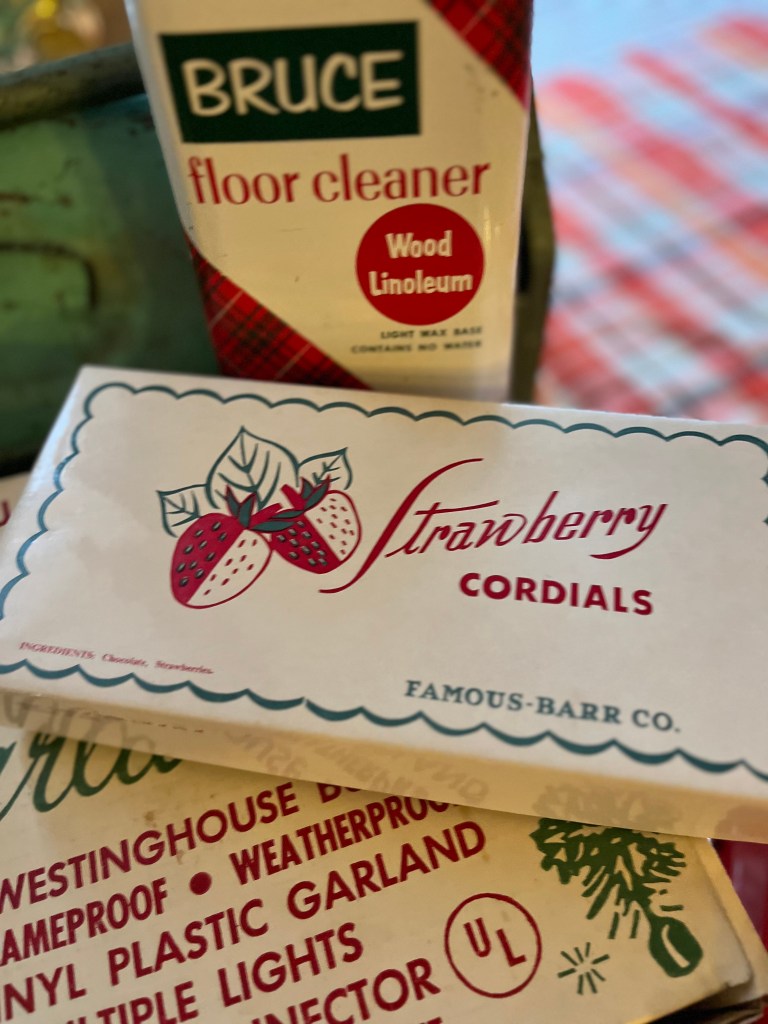 BRUCE
floor cleaner
Wood
Linoleum
LIGHT WAX BASE
CONTAINS NO WATER
Strawberry
CORDIALS
INGREDIENTS: Chocolate, Strawberries.
FAMOUS-BARR CO.
WESTINGHOUSE
WEATHERPROOF
PLASTIC GARLAND
LIGHTS
UL